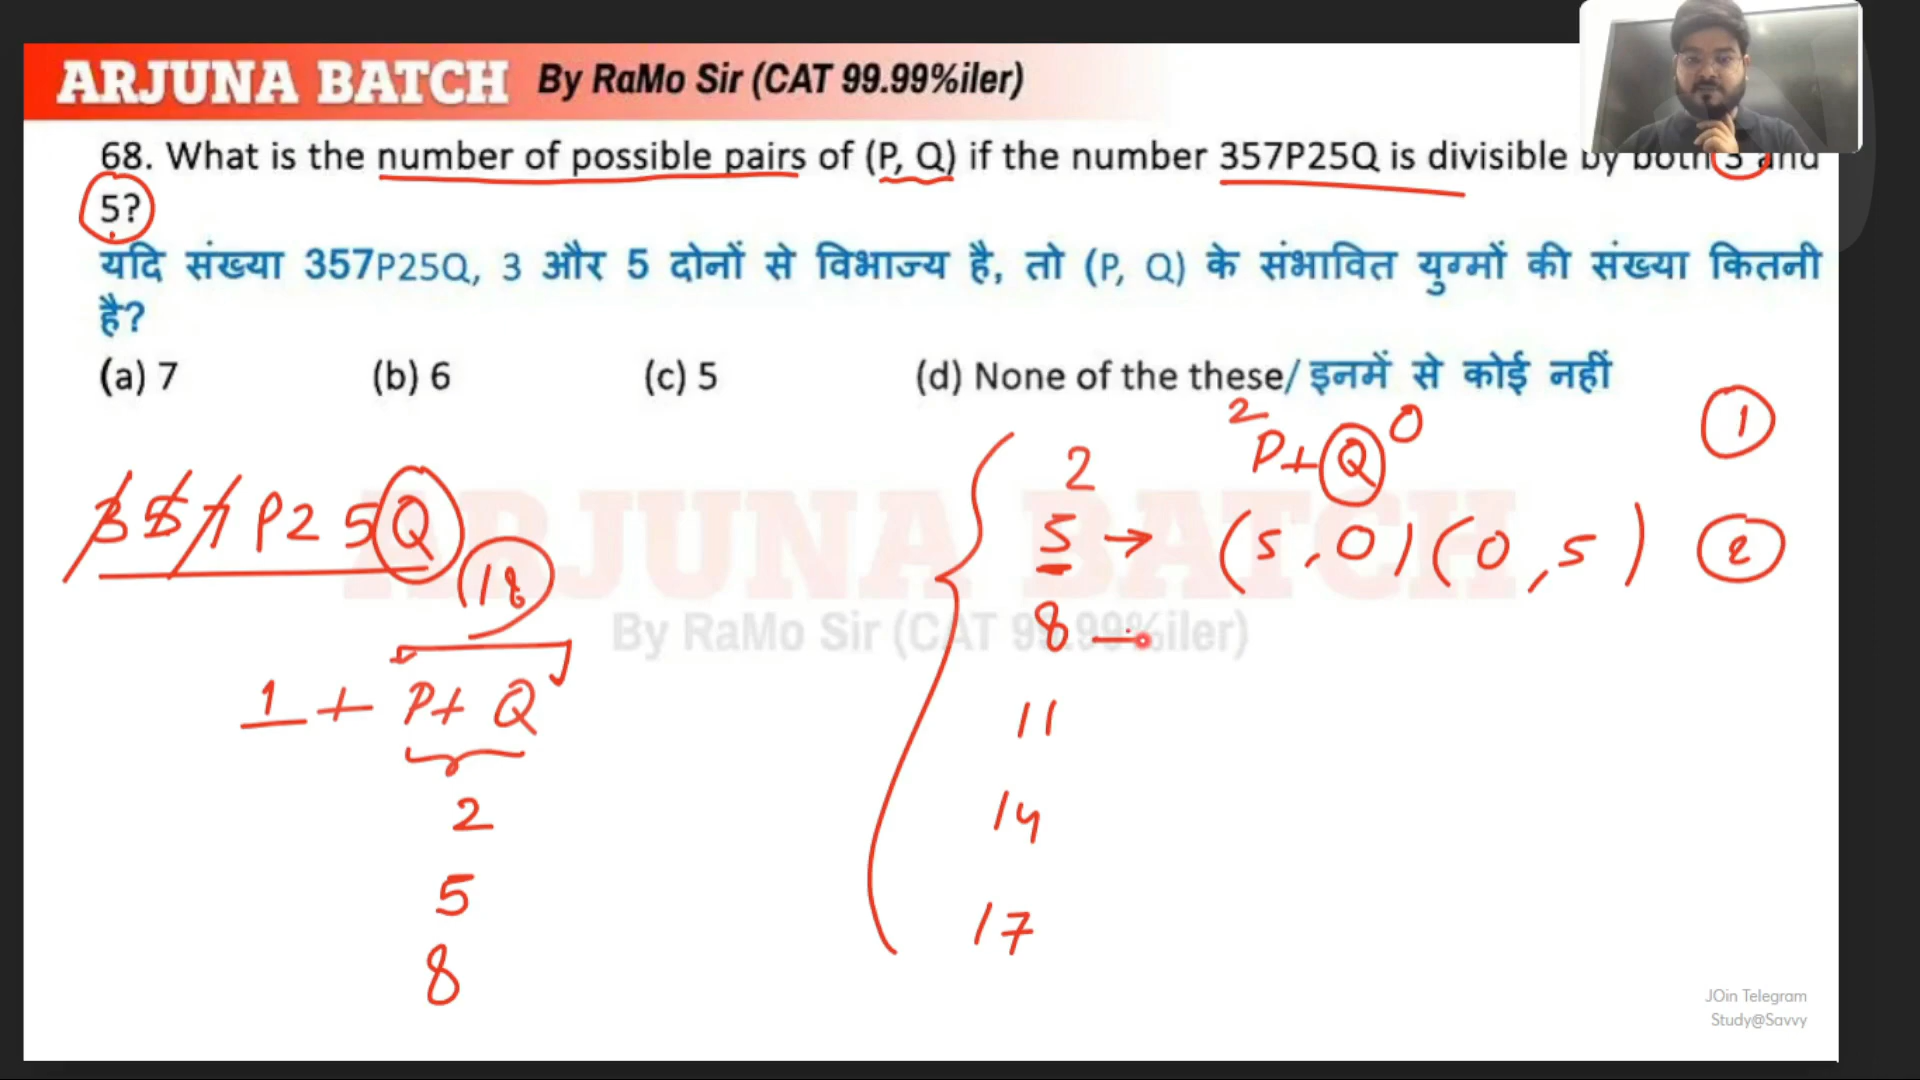 ARJUNA BATCH By RaMo Sir (CAT 99.99%iler)
68. What is the number of possible pairs of (P, Q) if the number 357P25Q is divisible by both 3 and
5?
यदि संख्या 357P25Q, 3 और 5 दोनों से विभाज्य है, तो (P, Q) के संभावित युग्मों की संख्या कितनी
है?
(a) 7 (b) 6 (c) 5 (d) None of the these/ इनमें से कोई नहीं
2 P+Q 0 1
357P25Q
18
1 + P+Q
2
5
8
2
5 → (5,0) (0,5) 2
8
11
14
17
ARJUNA BATCH
By RaMo Sir (CAT 99.99%iler)
JOin Telegram
Study@Savvy